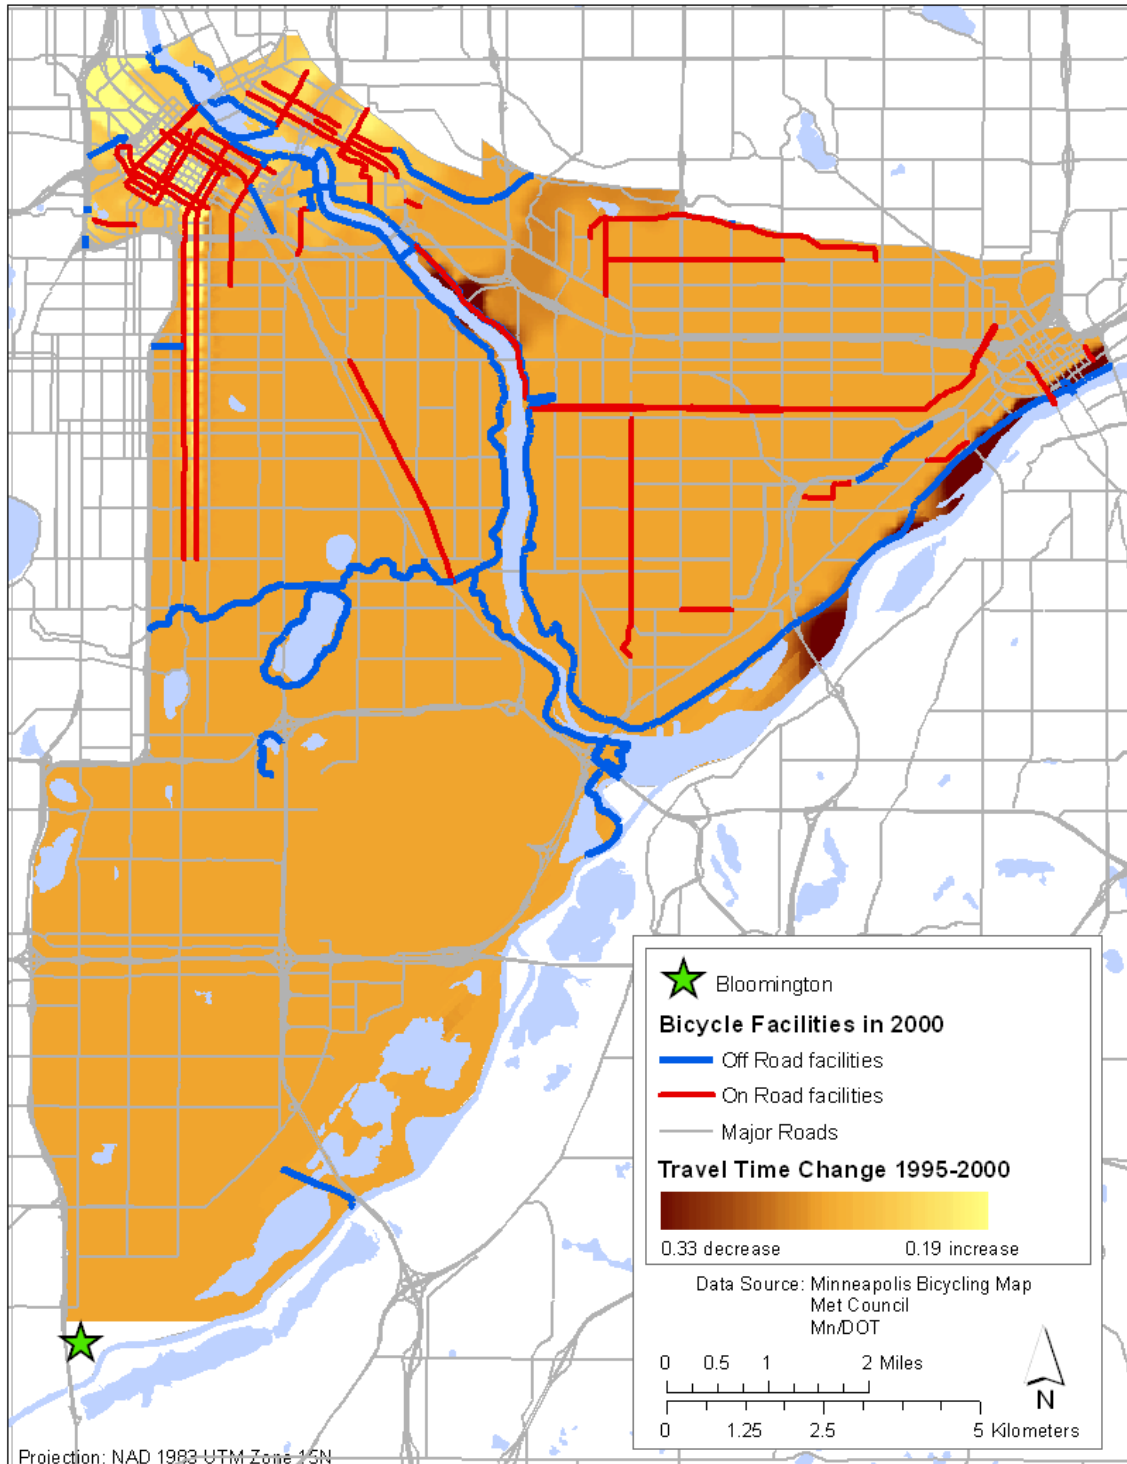 Bloomington
Bicycle Facilities in 2000
Off Road facilities
On Road facilities
Major Roads
Travel Time Change 1995-2000
0.33 decrease 0.19 increase
Data Source: Minneapolis Bicycling Map
Met Council
Mn/DOT
0 0.5 1 2 Miles
N
0 1.25 2.5 5 Kilometers
Projection: NAD 1983 UTM Zone 15N